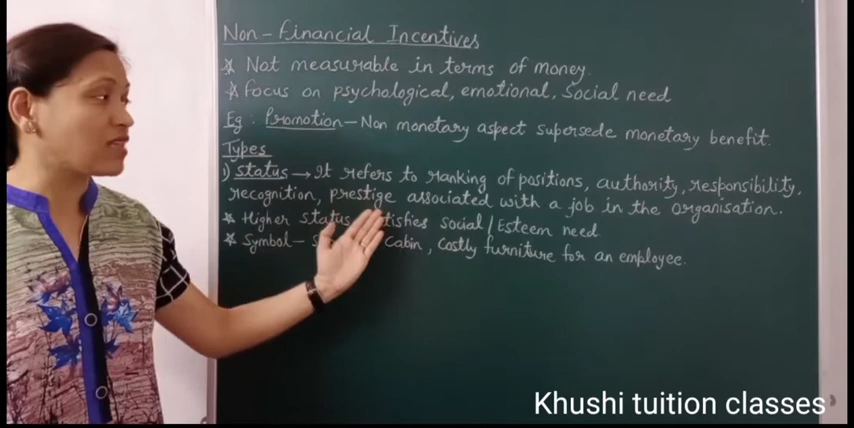 Non-Financial Incentives
* Not measurable in terms of money.
* Focus on psychological, emotional, Social need
Eg. Promotion – Non monetary aspect supersede monetary benefit.
Types
1) Status → It refers to ranking of positions, authority, responsibility,
recognition, prestige associated with a job in the organisation.
* Higher status satisfies social / Esteem need
* Symbol – Cabin, Costly furniture for an employee.
Khushi tuition classes